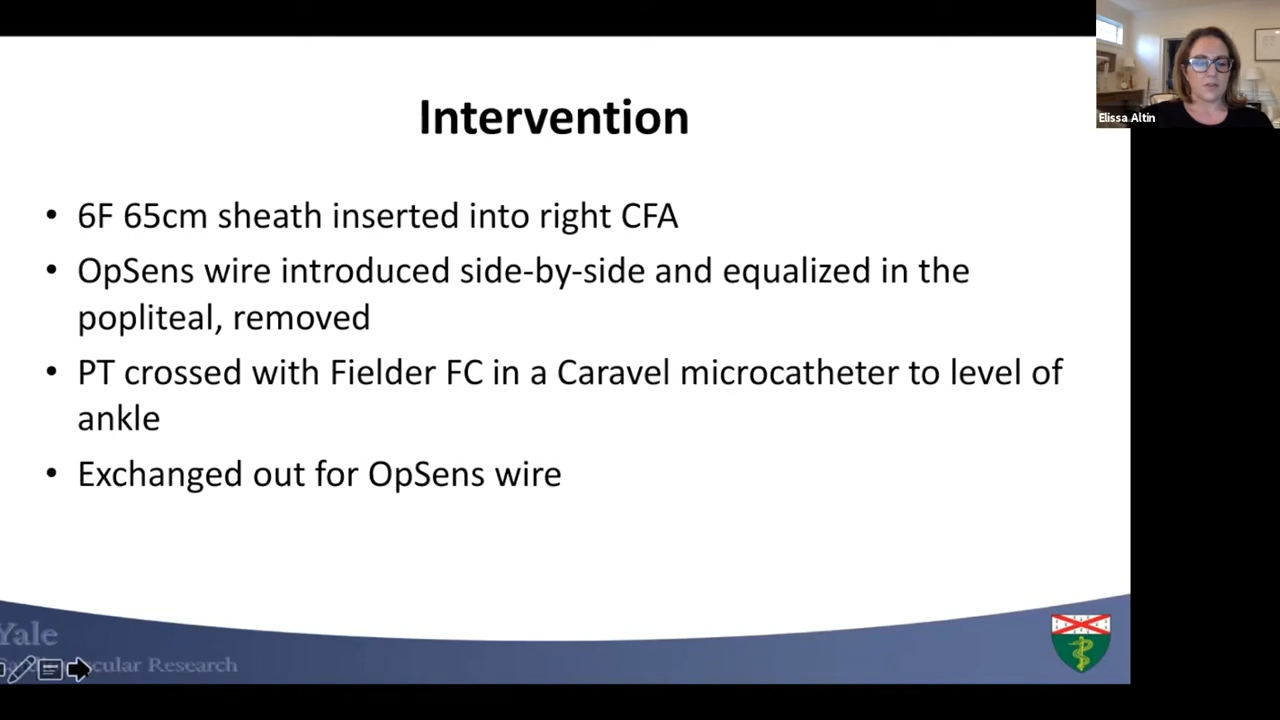 Elissa Altin
Intervention
• 6F 65cm sheath inserted into right CFA
• OpSens wire introduced side-by-side and equalized in the
popliteal, removed
• PT crossed with Fielder FC in a Caravel microcatheter to level of
ankle
• Exchanged out for OpSens wire
Yale
cular Research